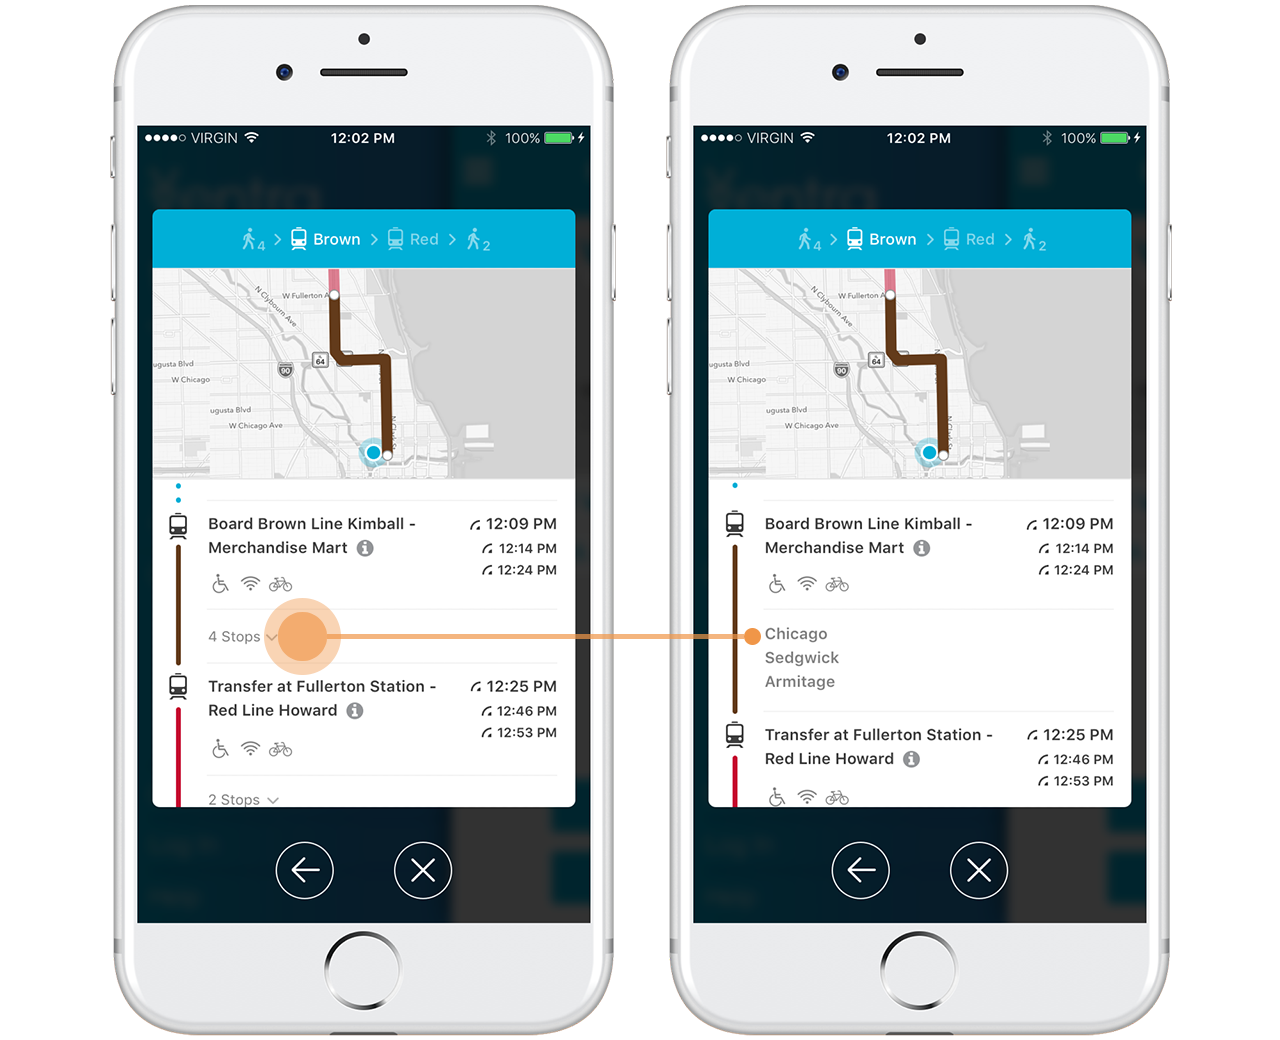 VIRGIN 12:02 PM 100%
4 > Brown > Red > 2
N Clybourn Ave
W Fullerton A
64
90
ugusta Blvd
W Chicago
ugusta Blvd
W Chicago Ave
Board Brown Line Kimball - 12:09 PM
Merchandise Mart 12:14 PM
12:24 PM
4 Stops
Transfer at Fullerton Station - 12:25 PM
Red Line Howard 12:46 PM
12:53 PM
2 Stops
VIRGIN 12:02 PM 100%
4 > Brown > Red > 2
N Clybourn Ave
W Fullerton A
64
90
ugusta Blvd
W Chicago
ugusta Blvd
W Chicago Ave
Board Brown Line Kimball - 12:09 PM
Merchandise Mart 12:14 PM
12:24 PM
Chicago
Sedgwick
Armitage
Transfer at Fullerton Station - 12:25 PM
Red Line Howard 12:46 PM
12:53 PM